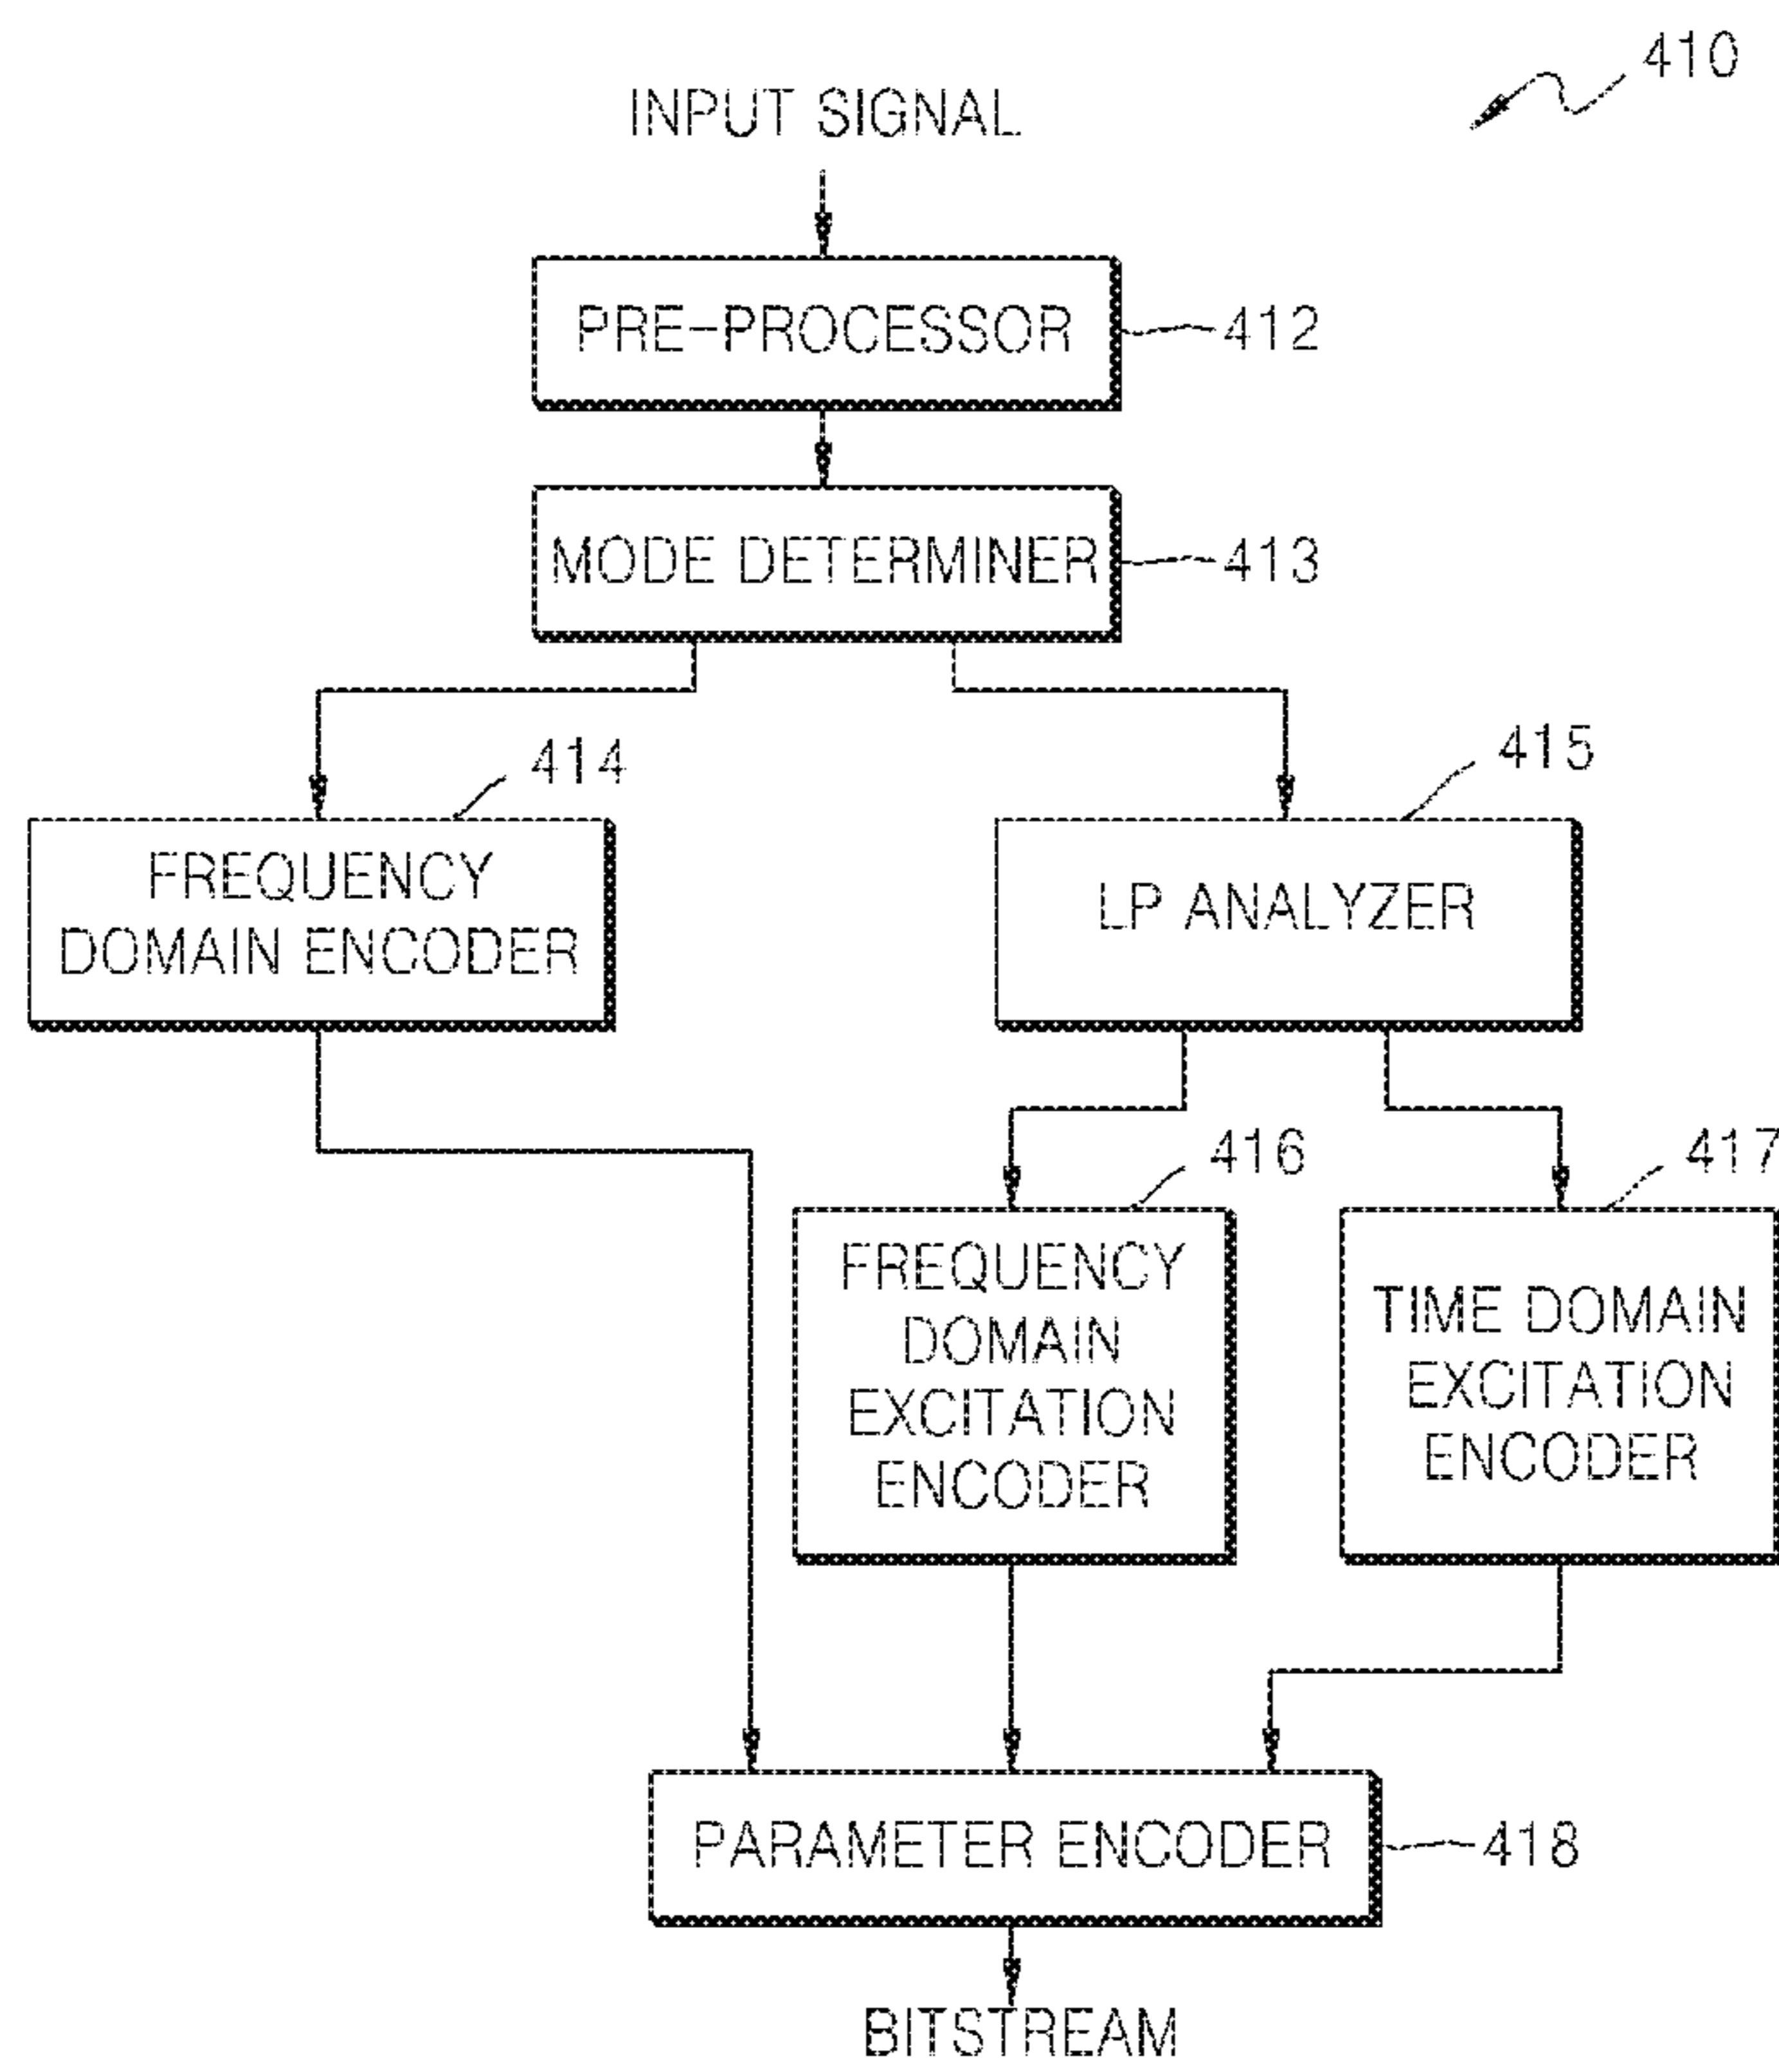 410
INPUT SIGNAL
PRE-PROCESSOR
412
MODE DETERMINER
413
414
415
FREQUENCY
DOMAIN ENCODER
LP ANALYZER
416
417
FREQUENCY
DOMAIN
EXCITATION
ENCODER
TIME DOMAIN
EXCITATION
ENCODER
PARAMETER ENCODER
418
BITSTREAM